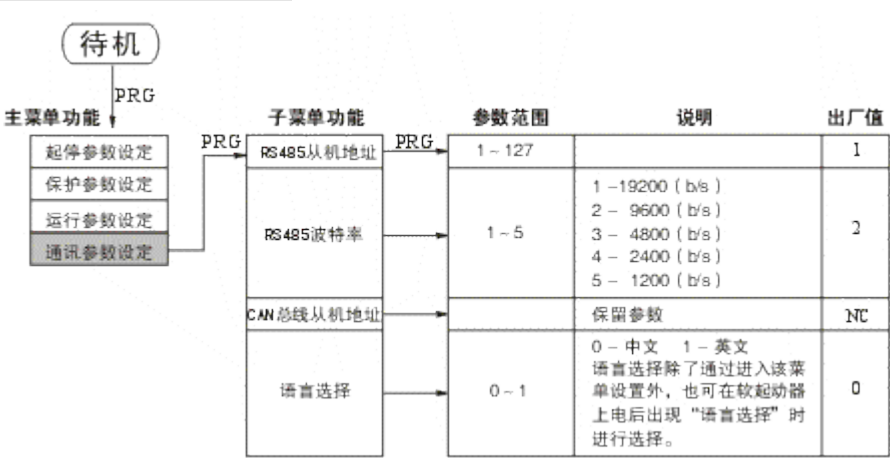 待机
PRG
主菜单功能 子菜单功能 参数范围 说明 出厂值
起停参数设定 PRG RS485从机地址 PRG 1~127 1
保护参数设定
运行参数设定
通讯参数设定
RS485波特率 1~5 2
1 -19200 ( b/s )
2 - 9600 ( b/s )
3 - 4800 ( b/s )
4 - 2400 ( b/s )
5 - 1200 ( b/s )
CAN总线从机地址 保留参数 NC
语言选择 0~1 0
0 - 中文 1 - 英文
语言选择除了通过进入该菜
单设置外，也可在软起动器
上电后出现“语言选择”时
进行选择。